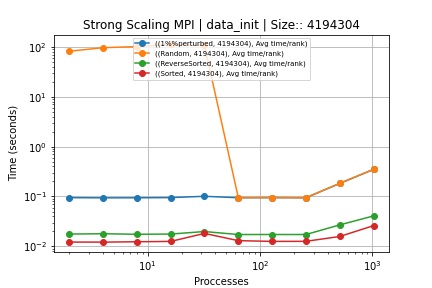 Strong Scaling MPI | data_init | Size:: 4194304
((1%%perturbed, 4194304), Avg time/rank)
((Random, 4194304), Avg time/rank)
((ReverseSorted, 4194304), Avg time/rank)
((Sorted, 4194304), Avg time/rank)
Time (seconds)
10²
10¹
10⁰
10⁻¹
10⁻²
10¹ 10² 10³
Proccesses